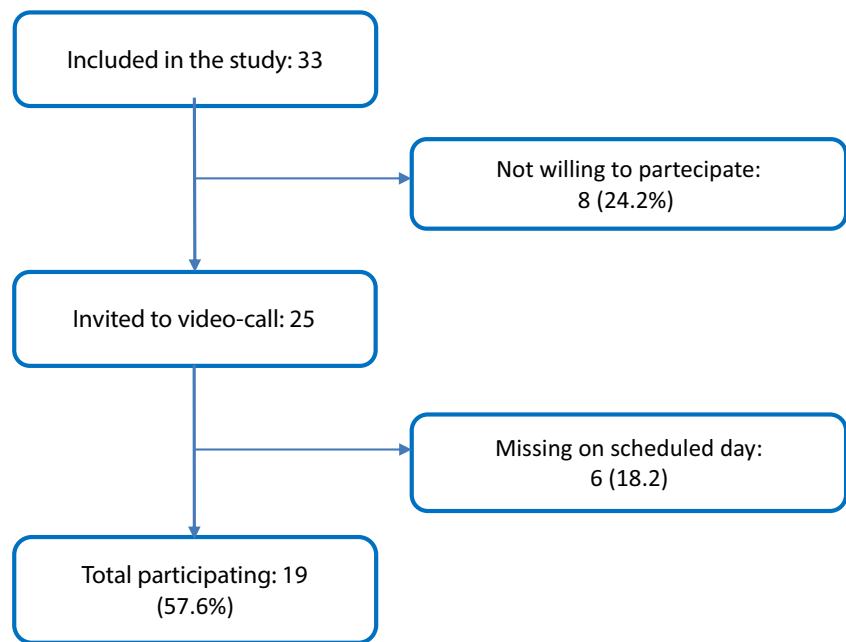 Included in the study: 33
Not willing to partecipate:
8 (24.2%)
Invited to video-call: 25
Missing on scheduled day:
6 (18.2)
Total participating: 19
(57.6%)